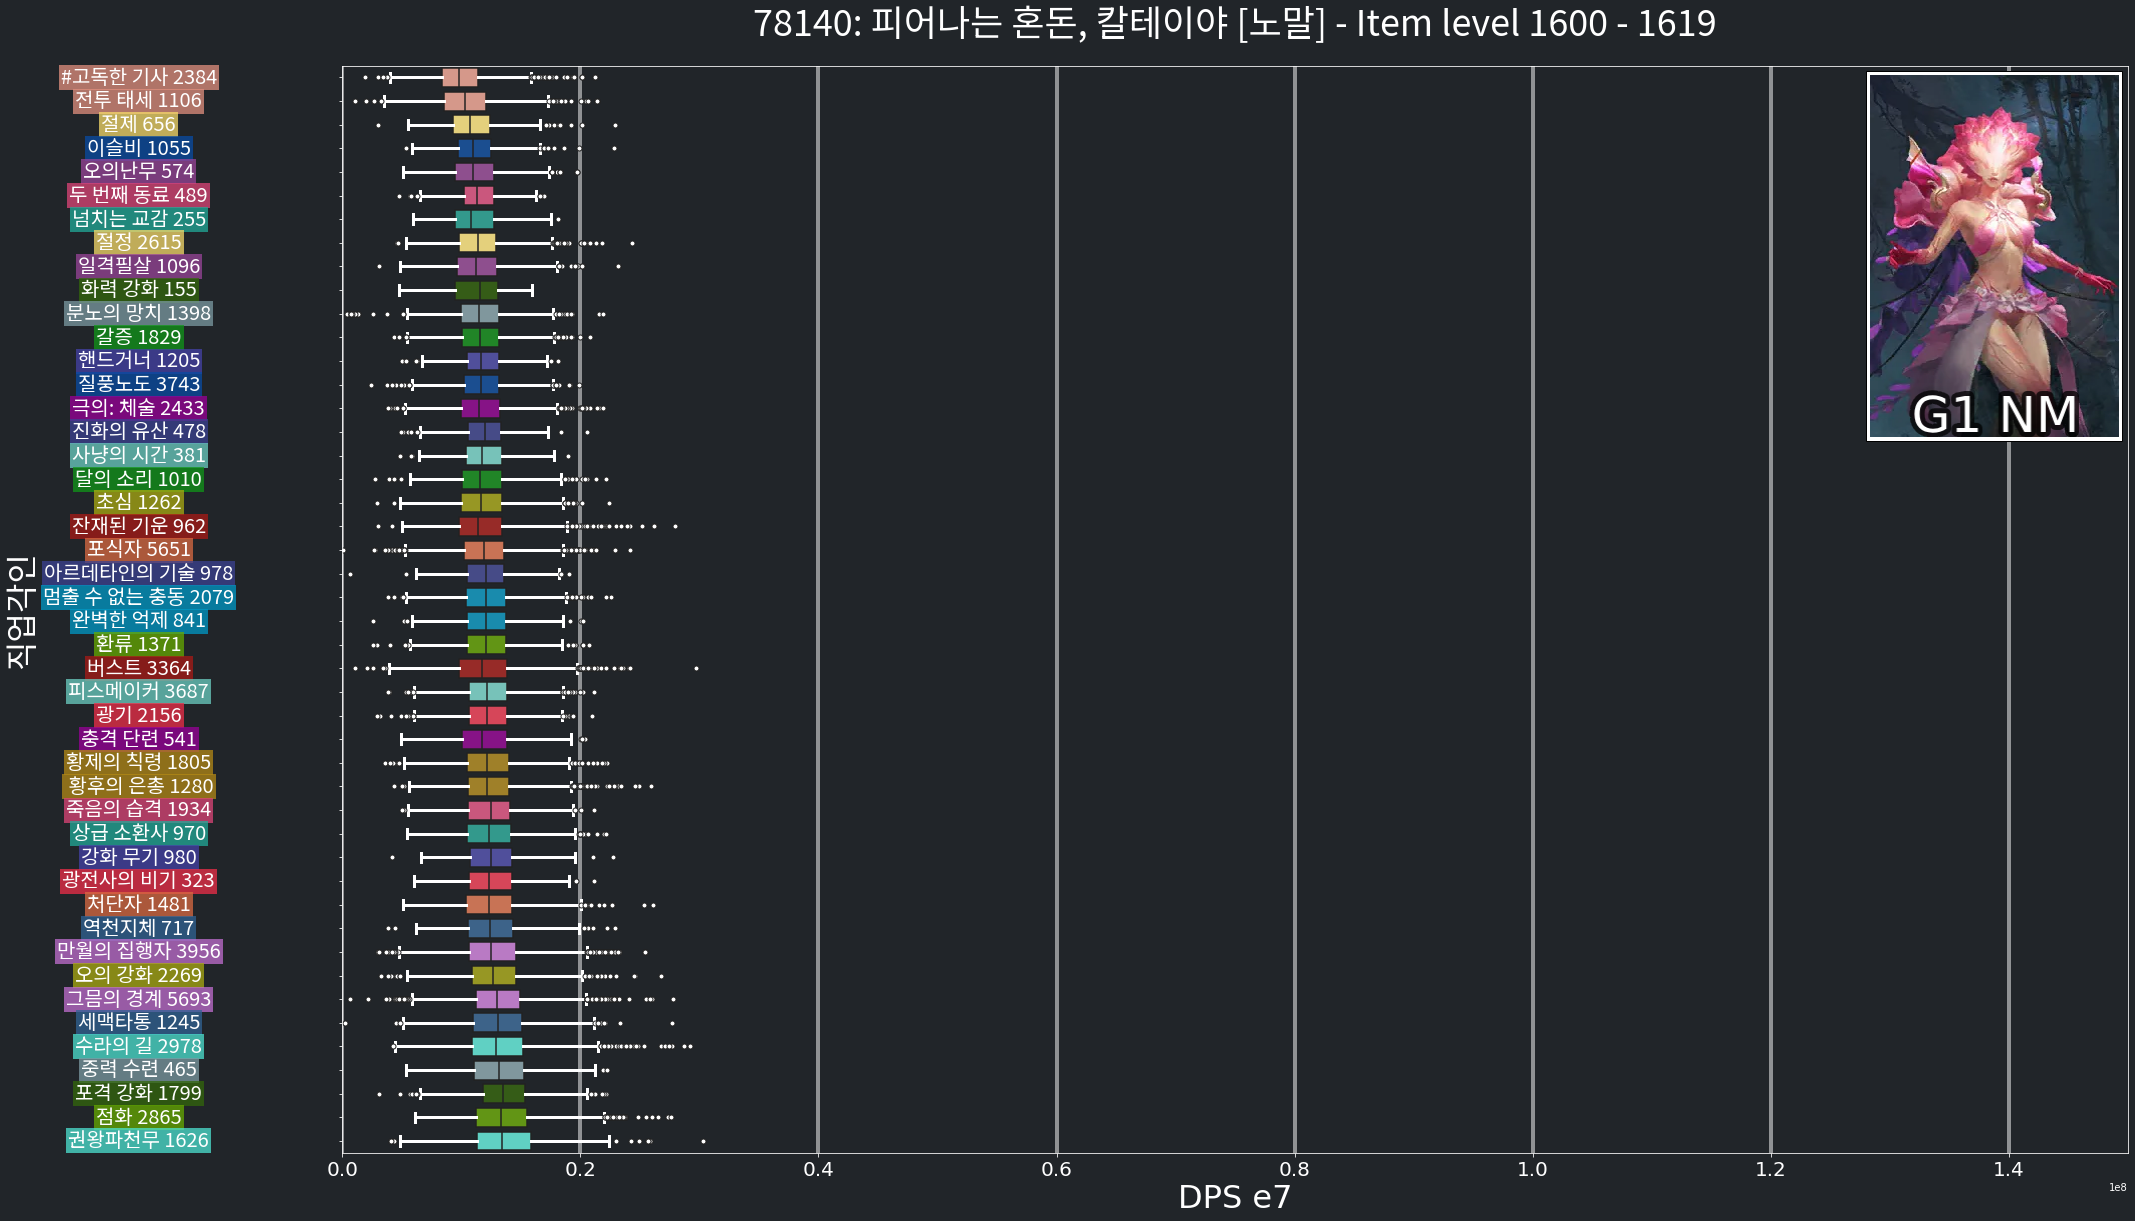 78140: 피어나는 혼돈, 칼테이야 [노말] - Item level 1600 - 1619
#고독한 기사 2384
전투 태세 1106
절제 656
이슬비 1055
오의난무 574
두 번째 동료 489
넘치는 교감 255
절정 2615
일격필살 1096
화력 강화 155
분노의 망치 1398
갈증 1829
핸드거너 1205
질풍노도 3743
극의: 체술 2433
진화의 유산 478
사냥의 시간 381
달의 소리 1010
초심 1262
잔재된 기운 962
포식자 5651
아르데타인의 기술 978
멈출 수 없는 충동 2079
완벽한 억제 841
환류 1371
버스트 3364
피스메이커 3687
광기 2156
충격 단련 541
황제의 칙령 1805
황후의 은총 1280
죽음의 습격 1934
상급 소환사 970
강화 무기 980
광전사의 비기 323
처단자 1481
역천지체 717
만월의 집행자 3956
오의 강화 2269
그믐의 경계 5693
세맥타통 1245
수라의 길 2978
중력 수련 465
포격 강화 1799
점화 2865
권왕파천무 1626
직업각인
G1 NM
0.0 0.2 0.4 0.6 0.8 1.0 1.2 1.4
DPS e7
1e8